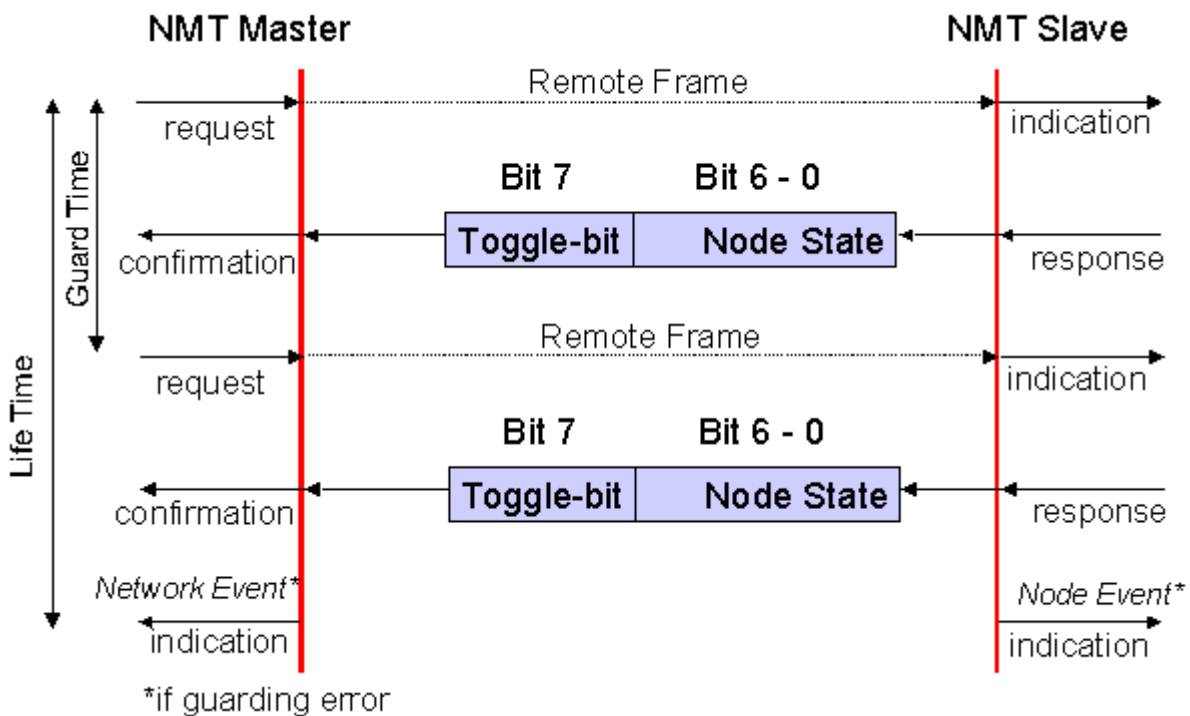 NMT Master
NMT Slave
Remote Frame
request
indication
Bit 7
Bit 6 - 0
Guard Time
Toggle-bit
Node State
confirmation
response
Remote Frame
request
indication
Life Time
Bit 7
Bit 6 - 0
Toggle-bit
Node State
confirmation
response
Network Event*
Node Event*
indication
indication
*if guarding error